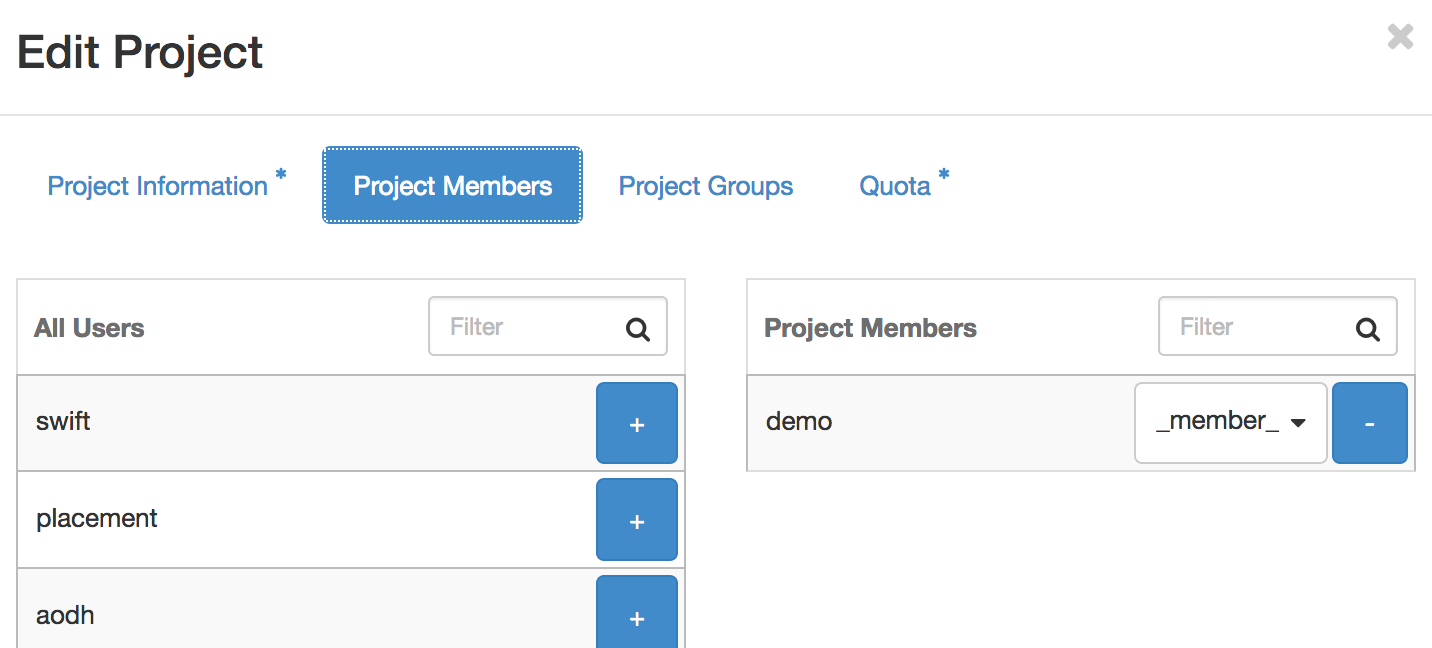 Edit Project
Project Information *
Project Members
Project Groups
Quota *
All Users
Filter
swift
+
placement
+
aodh
+
Project Members
Filter
demo
_member_
-